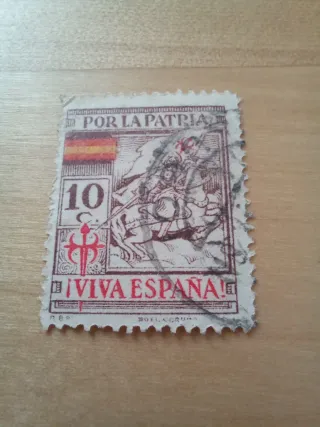 POR LA PATRIA
10
C.
¡VIVA ESPAÑA!